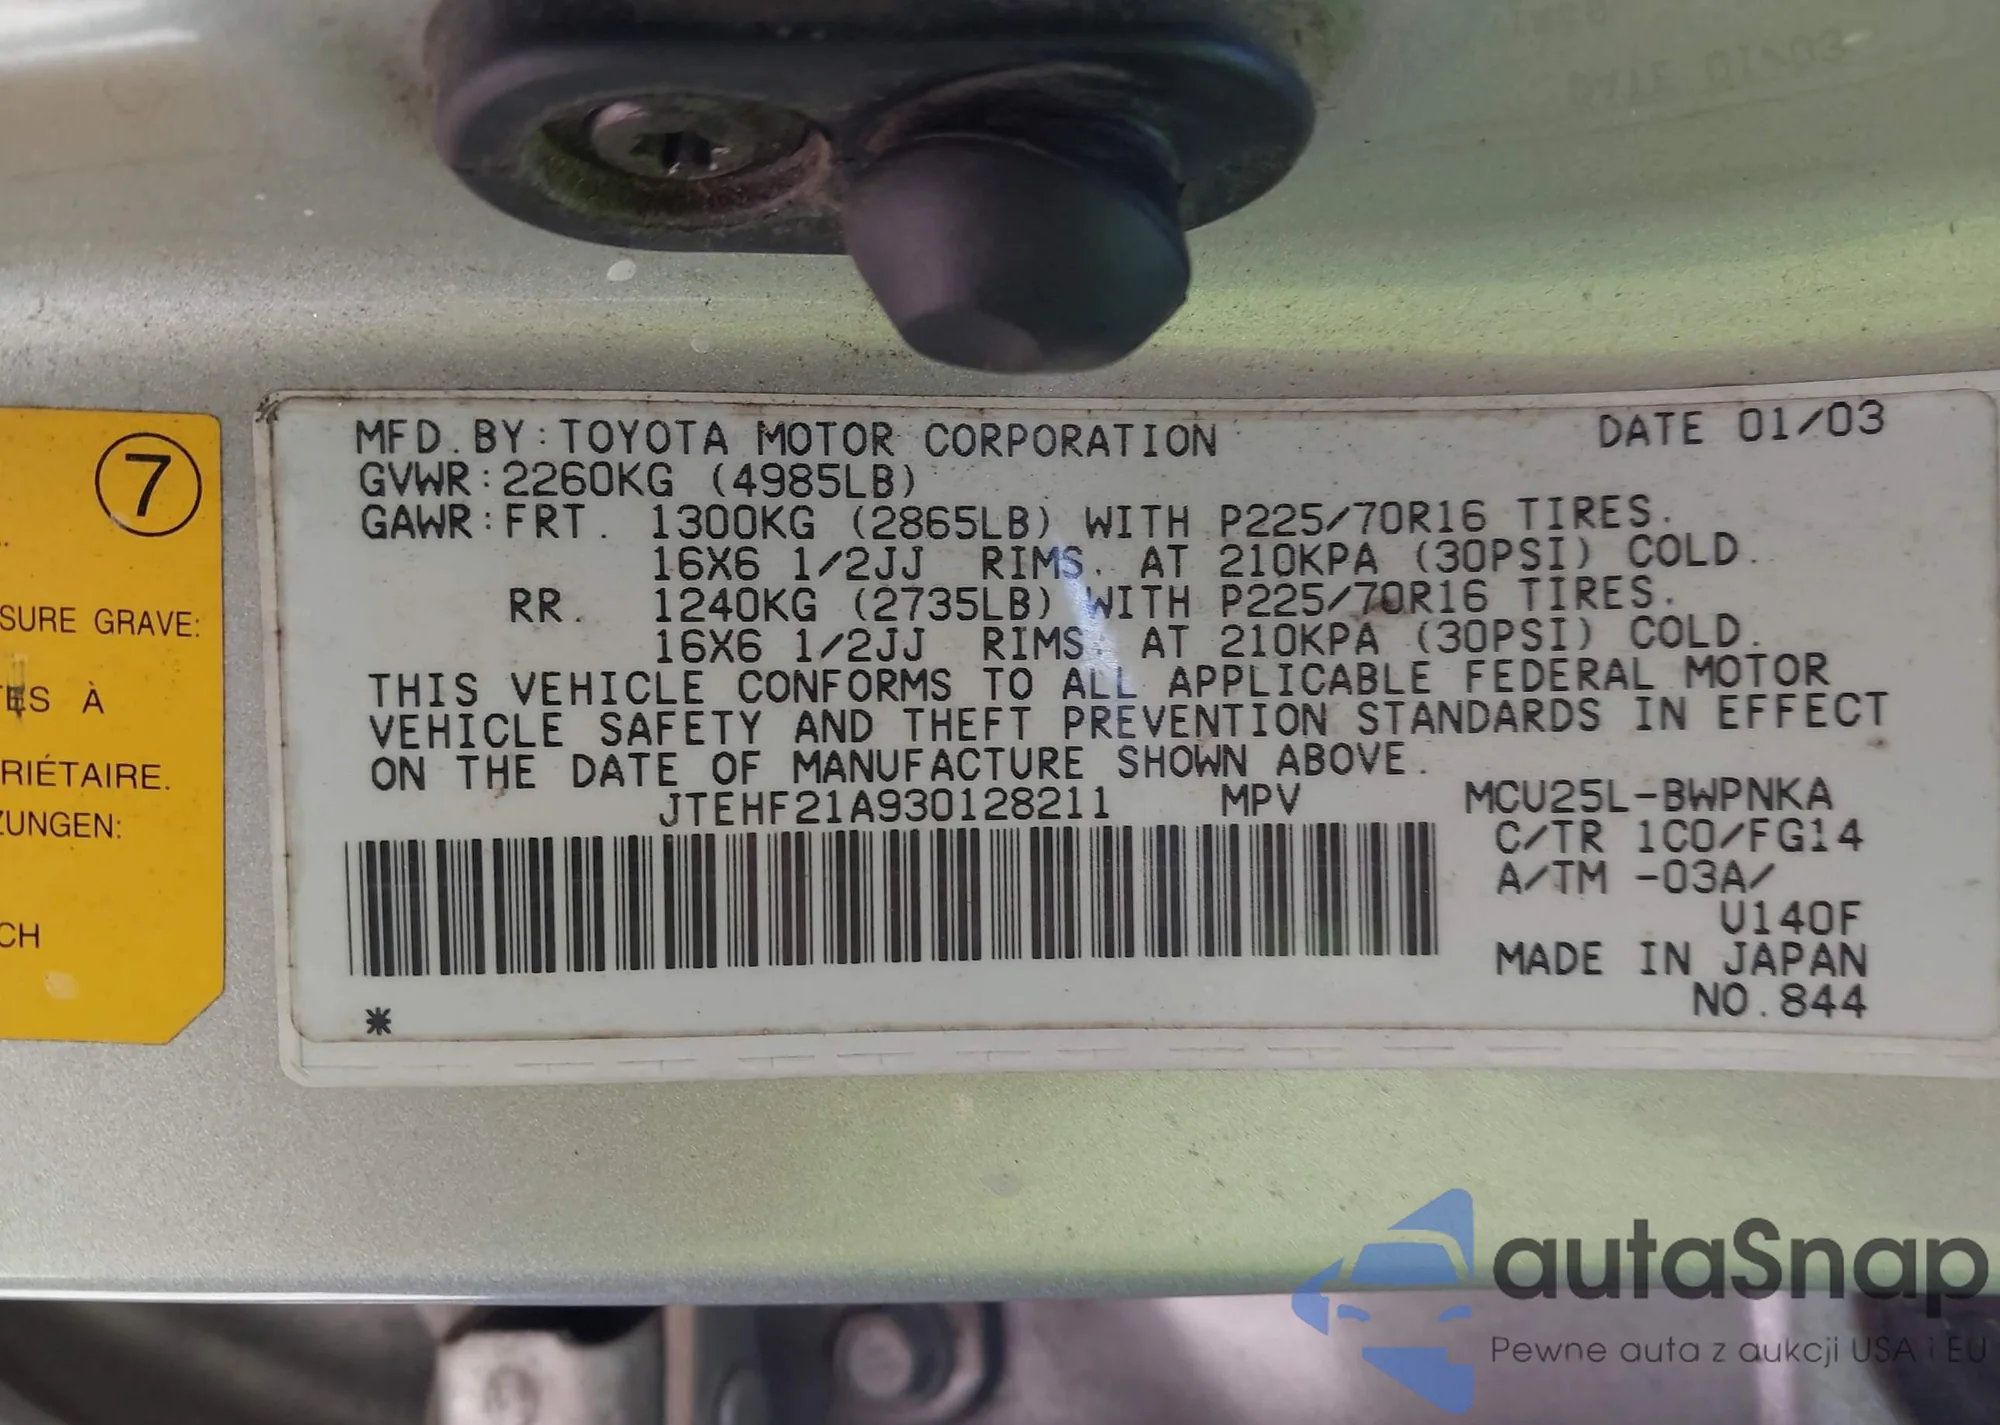 DATE 01/03
7
SURE GRAVE:
À
RIÉTAIRE.
ZUNGEN:
CH
MFD.BY:TOYOTA MOTOR CORPORATION DATE 01/03
GVWR:2260KG (4985LB)
GAWR:FRT. 1300KG (2865LB) WITH P225/70R16 TIRES.
16X6 1/2JJ RIMS. AT 210KPA (30PSI) COLD.
RR. 1240KG (2735LB) WITH P225/70R16 TIRES.
16X6 1/2JJ RIMS. AT 210KPA (30PSI) COLD.
THIS VEHICLE CONFORMS TO ALL APPLICABLE FEDERAL MOTOR
VEHICLE SAFETY AND THEFT PREVENTION STANDARDS IN EFFECT
ON THE DATE OF MANUFACTURE SHOWN ABOVE.
JTEHF21A930128211 MPV MCU25L-BWPNKA
C/TR 1C0/FG14
A/TM -03A/
U140F
MADE IN JAPAN
NO.844
*
autaSnap
Pewne auta z aukcji USA i EU